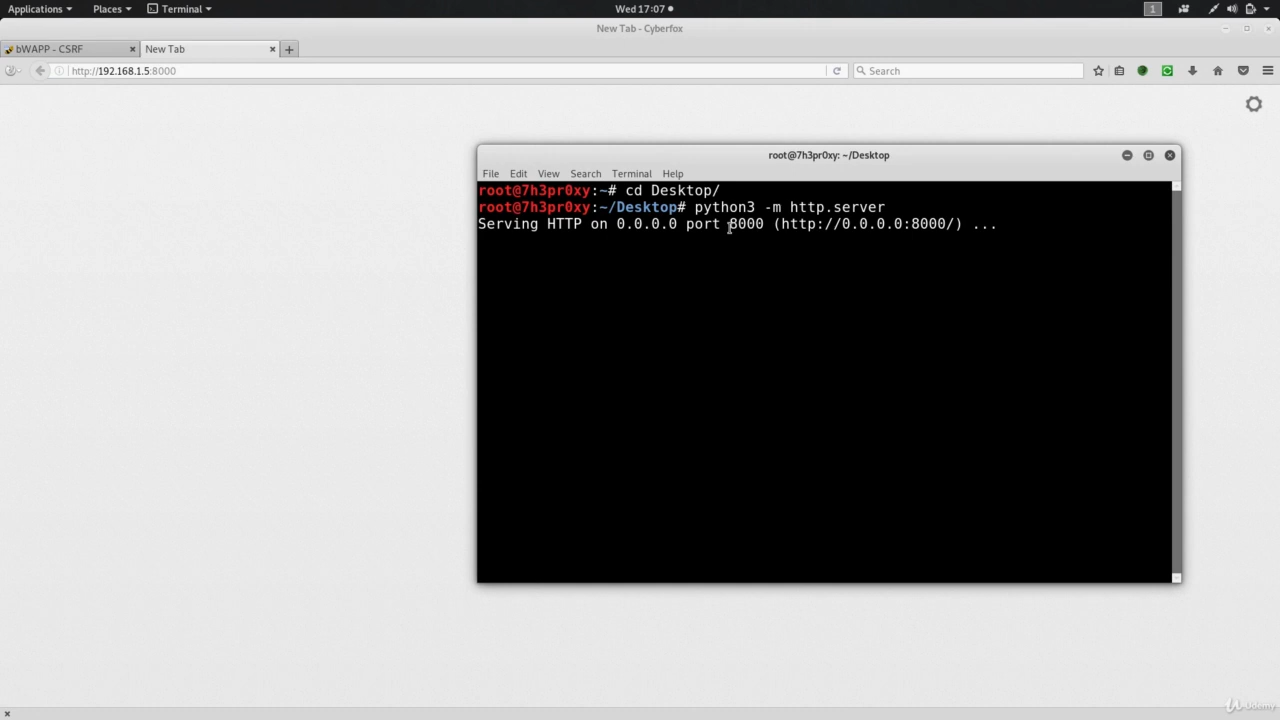 Applications Places Terminal Wed 17:07 1
New Tab - Cyberfox
bWAPP - CSRF New Tab
http://192.168.1.5:8000 Search
root@7h3pr0xy: ~/Desktop
File Edit View Search Terminal Help
root@7h3pr0xy:~# cd Desktop/
root@7h3pr0xy:~/Desktop# python3 -m http.server
Serving HTTP on 0.0.0.0 port 8000 (http://0.0.0.0:8000/) ...
Udemy